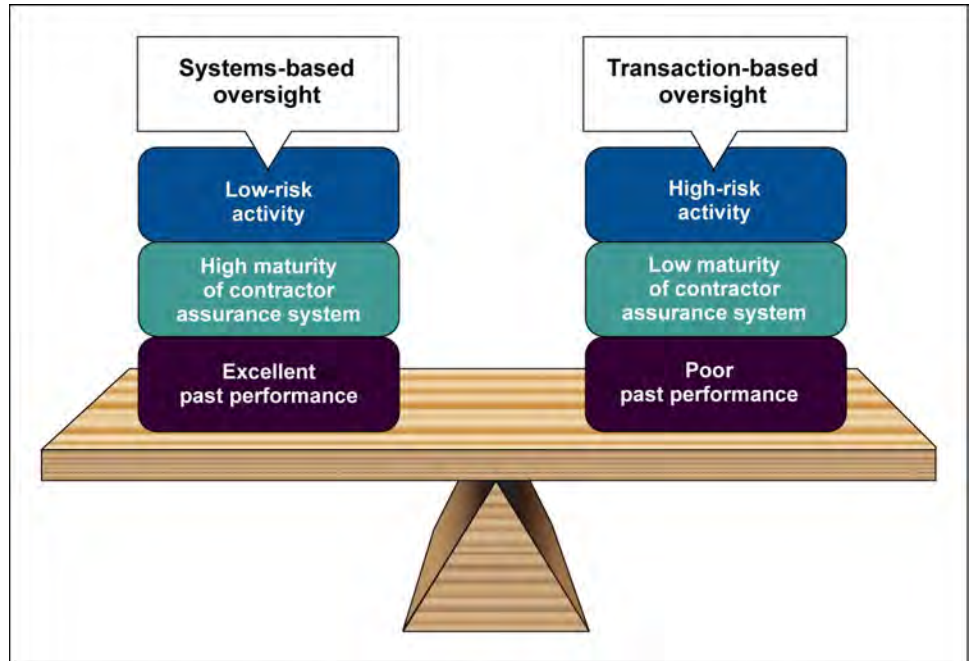 Systems-based
oversight
Low-risk
activity
High maturity
of contractor
assurance system
Excellent
past performance
Transaction-based
oversight
High-risk
activity
Low maturity
of contractor
assurance system
Poor
past performance